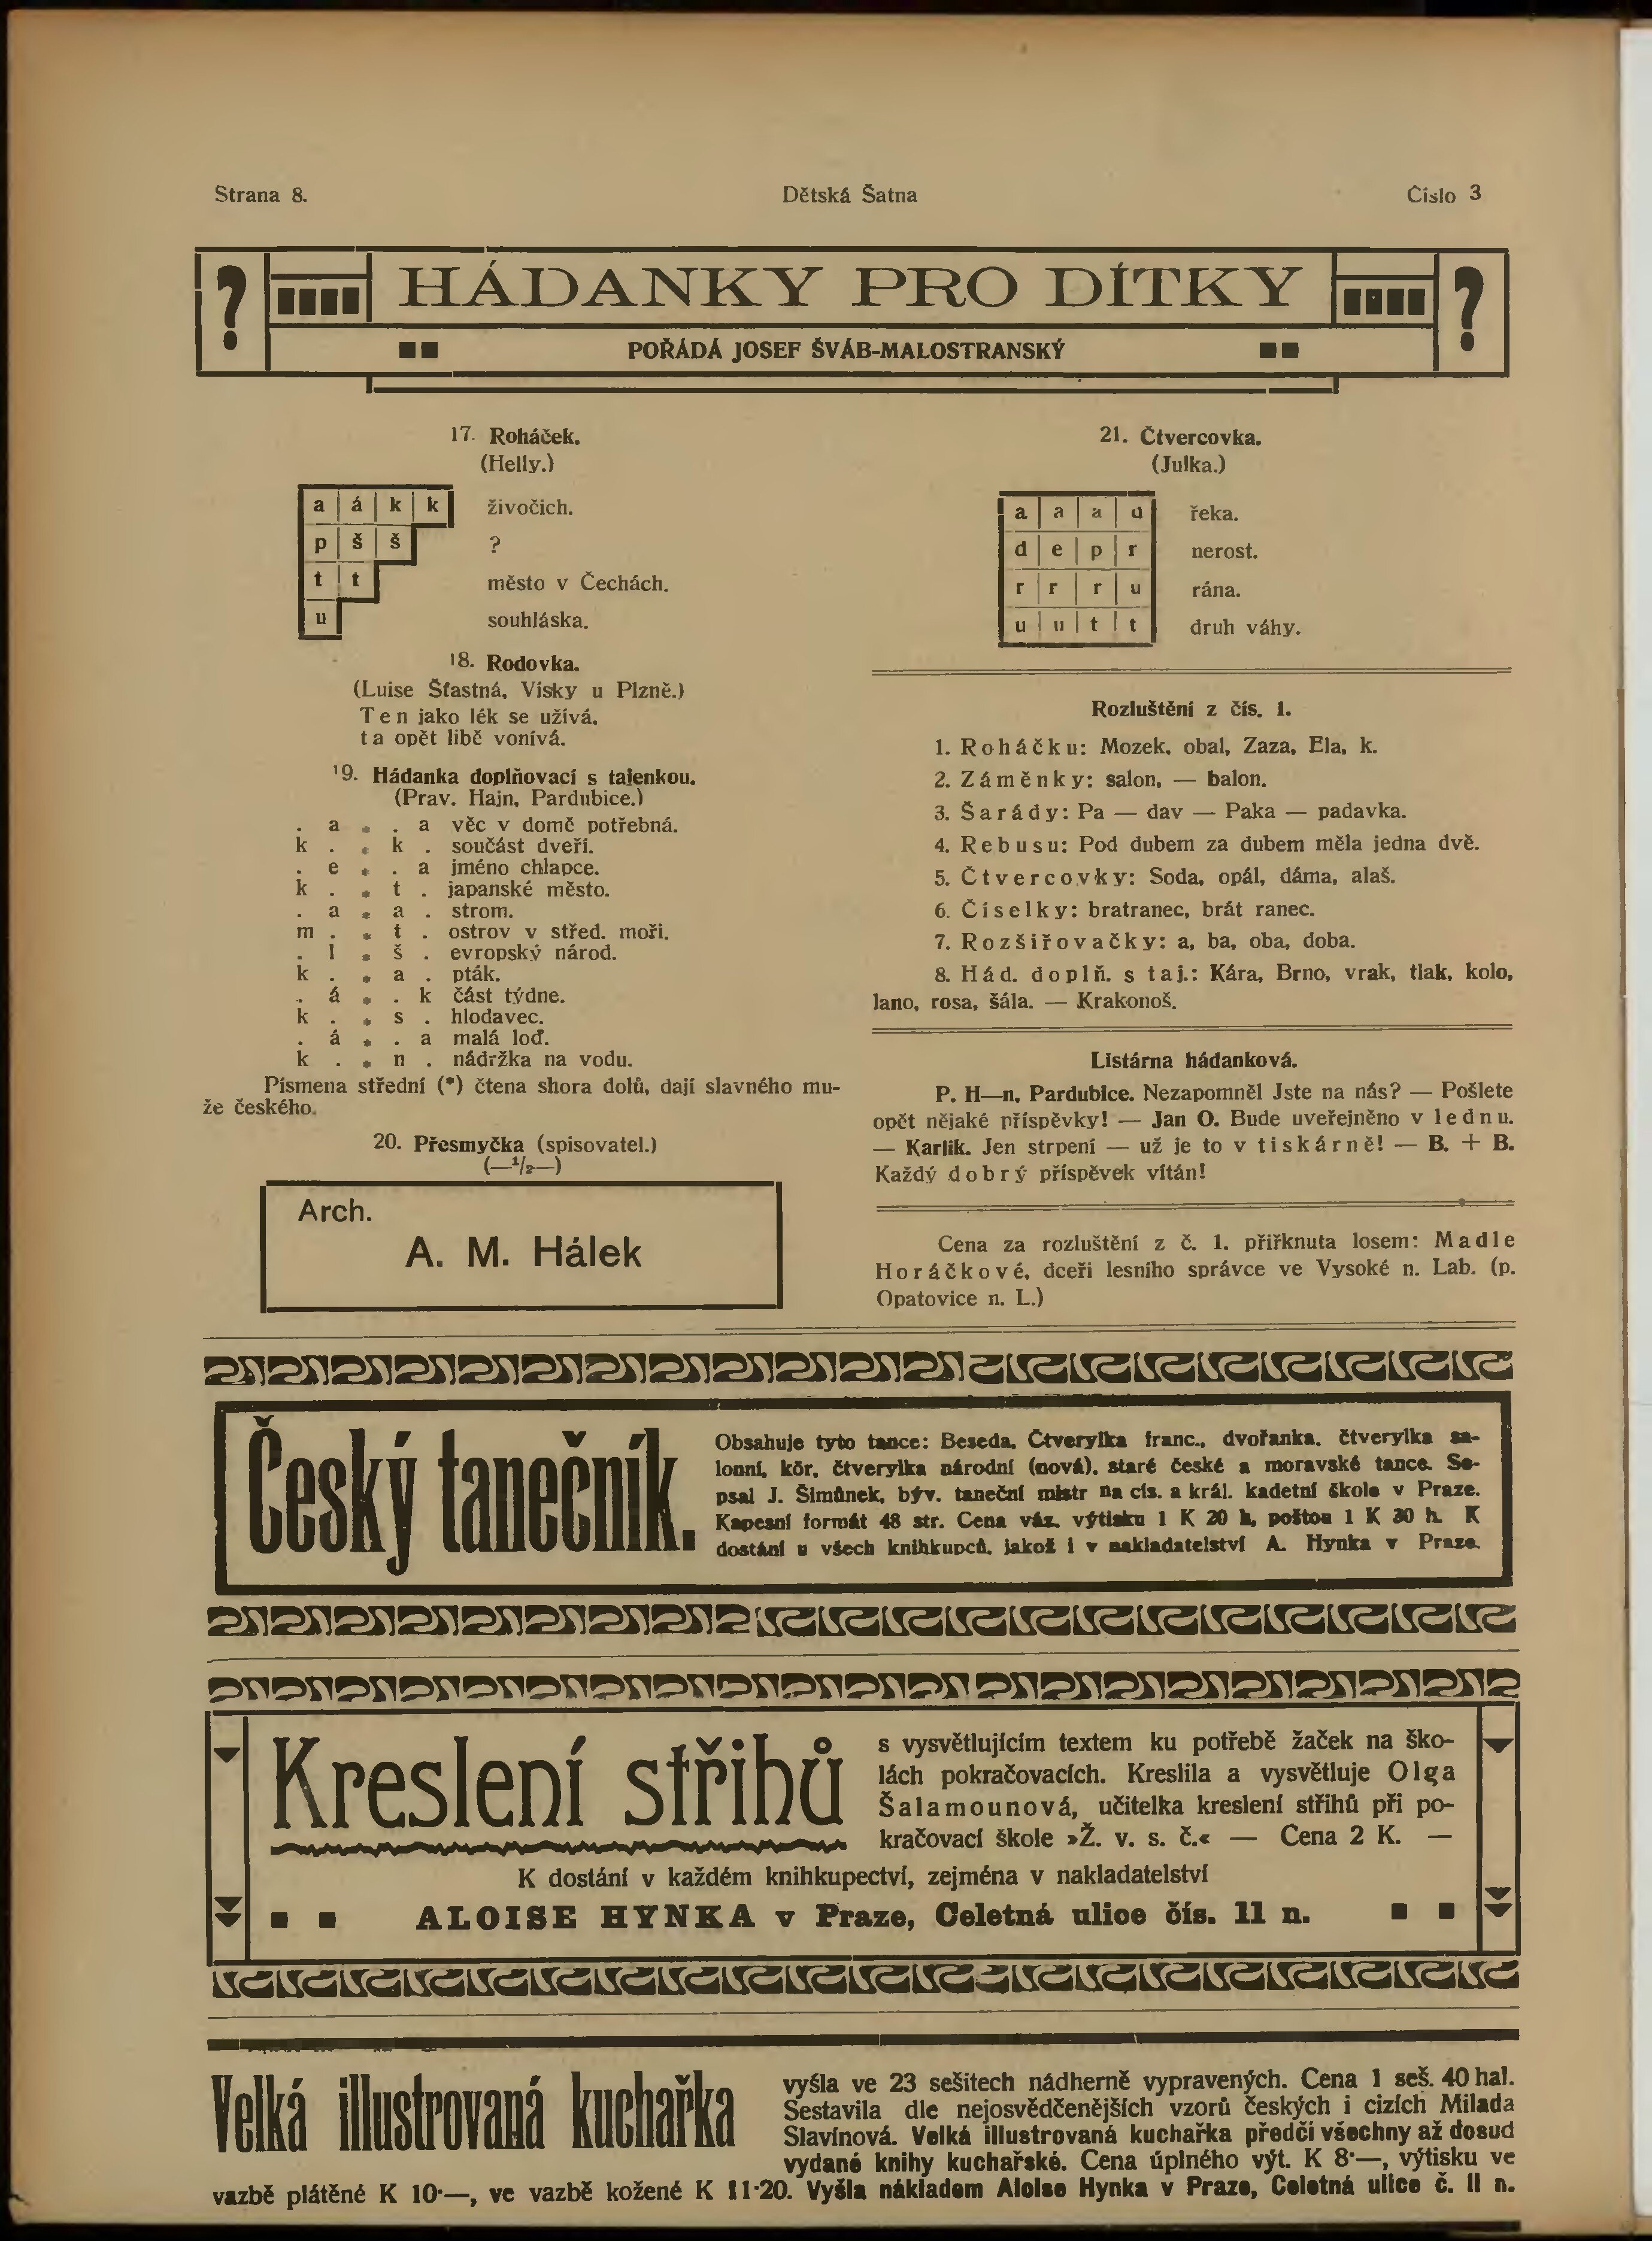 Strana 8.
Dětská Šatna
Číslo 3
? HÁDANKY PRO DÍTKY ?
POŘÁDÁ JOSEF ŠVÁB-MALOSTRANSKÝ
17. Roháček.
(Helly.)
a á k k živočich.
p š š ?
t t město v Čechách.
u souhláska.
18. Rodovka.
(Luise Šťastná, Vísky u Plzně.)
Ten jako lék se užívá,
ta opět libě vonívá.
19. Hádanka doplňovací s tajenkou.
(Prav. Hajn, Pardubice.)
. a * . a věc v domě potřebná.
k . * k . součást dveří.
. e * . a jméno chlapce.
k . * t . japanské město.
. a * a . strom.
m . * t . ostrov v střed. moři.
. l * š . evropský národ.
k . * a . pták.
. á * . k část týdne.
k . * s . hlodavec.
. á * . a malá loď.
k . * n . nádržka na vodu.
Písmena střední (*) čtena shora dolů, dají slavného mu-
že českého.
20. Přesmyčka (spisovatel.)
(—½—)
Arch.
A. M. Hálek
21. Čtvercovka.
(Julka.)
a a a d řeka.
d e p r nerost.
r r r u rána.
u u t t druh váhy.
Rozluštění z čís. 1.
1. Roháčku: Mozek, obal, Zaza, Ela, k.
2. Záměnky: salon, — balon.
3. Šarády: Pa — dav — Paka — padavka.
4. Rebusu: Pod dubem za dubem měla jedna dvě.
5. Čtvercovky: Soda, opál, dáma, alaš.
6. Číselky: bratranec, brát ranec.
7. Rozšiřovačky: a, ba, oba, doba.
8. Hád. doplň. s taj.: Kára, Brno, vrak, tlak, kolo,
lano, rosa, šála. — Krakonoš.
Listárna hádanková.
P. H—n, Pardubice. Nezapomněl Jste na nás? — Pošlete
opět nějaké příspěvky! — Jan O. Bude uveřejněno v lednu.
— Karlík. Jen strpení — už je to v tiskárně! — B. + B.
Každý dobrý příspěvek vítán!
Cena za rozluštění z č. 1. přiřknuta losem: Madle
Horáčkové, dceři lesního správce ve Vysoké n. Lab. (p.
Opatovice n. L.)
Český tanečník.
Obsahuje tyto tance: Beseda, Čtverylka franc., dvořanka, čtverylka sa-
lonní, kör, čtverylka národní (nová), staré české a moravské tance. Se-
psal J. Šimůnek, býv. taneční mistr na cís. a král. kadetní škole v Praze.
Kapesní formát 48 str. Cena váz. výtisku 1 K 20 h, poštou 1 K 30 h. K
dostání u všech knihkupců, jakož i v nakladatelství A. Hynka v Praze.
Kreslení střihů
s vysvětlujícím textem ku potřebě žaček na ško-
lách pokračovacích. Kreslila a vysvětluje Olga
Šalamounová, učitelka kreslení střihů při po-
kračovací škole »Ž. v. s. č.« — Cena 2 K. —
K dostání v každém knihkupectví, zejména v nakladatelství
ALOISE HYNKA v Praze, Celetná ulice čís. 11 n.
Velká illustrovaná kuchařka
vyšla ve 23 sešitech nádherně vypravených. Cena 1 seš. 40 hal.
Sestavila dle nejosvědčenějších vzorů českých i cizích Milada
Slavínová. Velká illustrovaná kuchařka předčí všechny až dosud
vydané knihy kuchařské. Cena úplného výt. K 8·—, výtisku ve
vazbě plátěné K 10·—, ve vazbě kožené K 11·20. Vyšla nákladem Aloise Hynka v Praze, Celetná ulice č. 11 n.